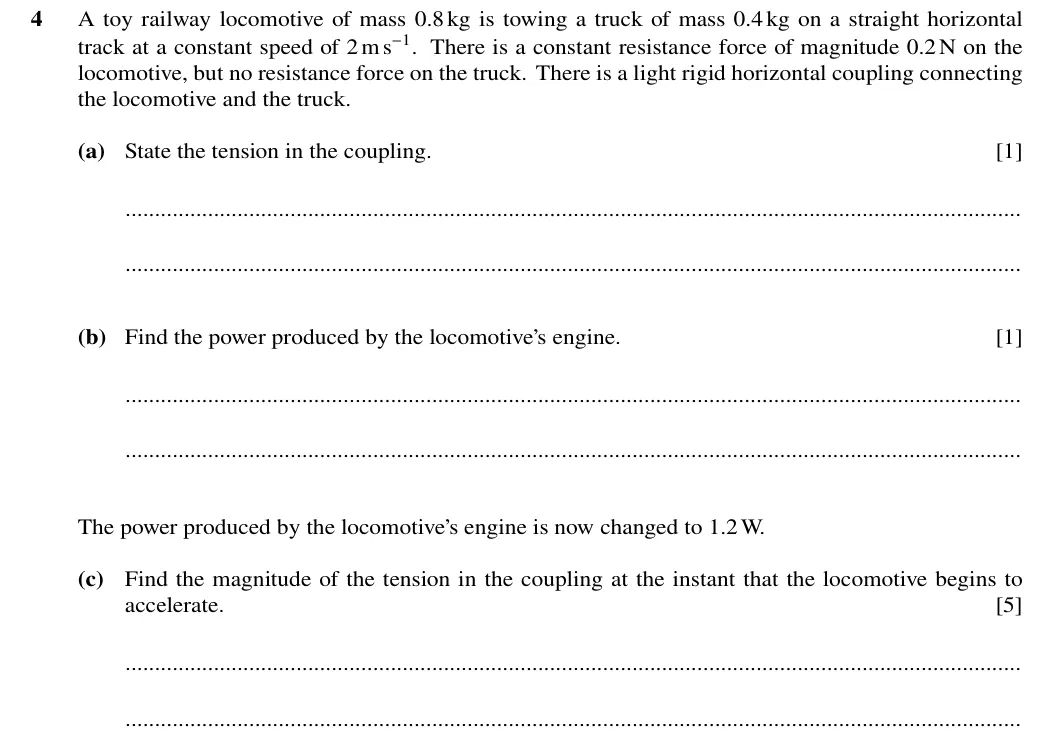 4 A toy railway locomotive of mass 0.8 kg is towing a truck of mass 0.4 kg on a straight horizontal
track at a constant speed of 2 m s⁻¹. There is a constant resistance force of magnitude 0.2 N on the
locomotive, but no resistance force on the truck. There is a light rigid horizontal coupling connecting
the locomotive and the truck.
(a) State the tension in the coupling. [1]
(b) Find the power produced by the locomotive's engine. [1]
The power produced by the locomotive's engine is now changed to 1.2 W.
(c) Find the magnitude of the tension in the coupling at the instant that the locomotive begins to
accelerate. [5]